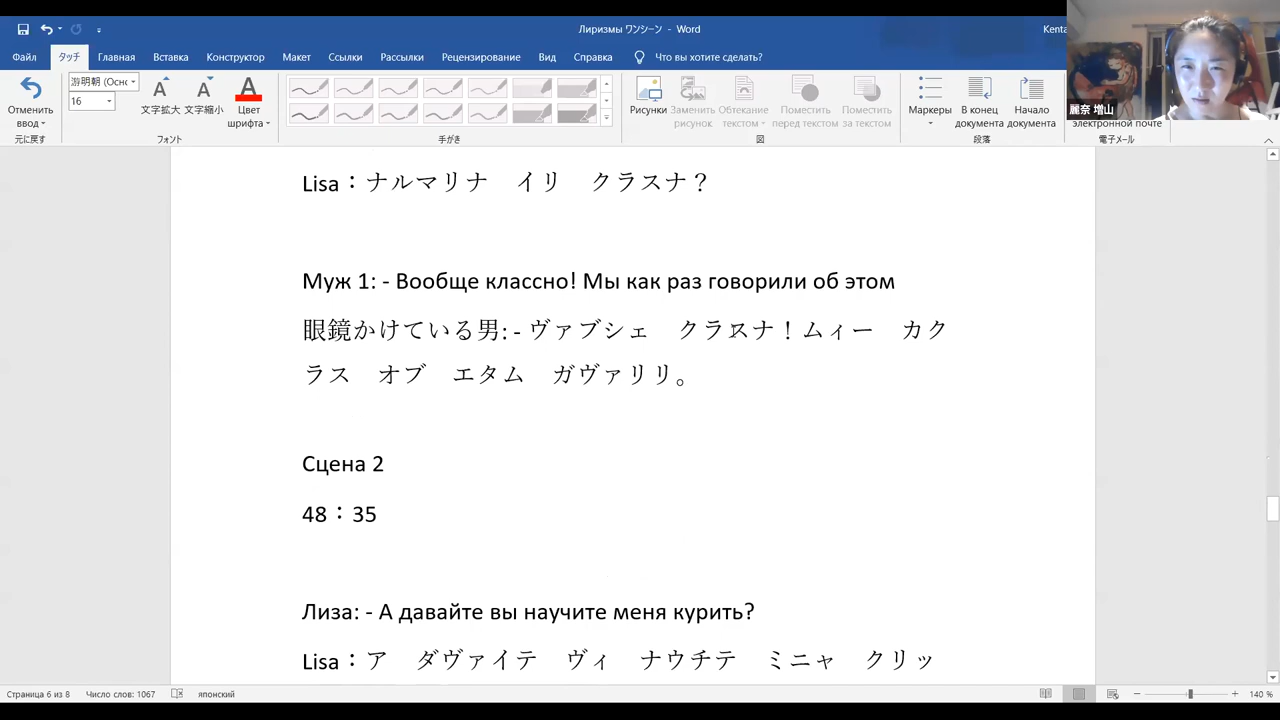 Лиризмы ワンシーン - Word
Kenta
Файл タッチ Главная Вставка Конструктор Макет Ссылки Рассылки Рецензирование Вид Справка Что вы хотите сделать?
麗奈 増山
Отменить ввод
元に戻す
游明朝 (Оснс
16
文字拡大
文字縮小
Цвет шрифта
フォント
手がき
Рисунки
Заменить рисунок
Обтекание текстом
Поместить перед текстом
Поместить за текстом
図
Маркеры
В конец документа
Начало документа
段落
электронной почте
電子メール
Lisa：ナルマリナ　イリ　クラスナ？
Муж 1: - Вообще классно! Мы как раз говорили об этом
眼鏡かけている男: - ヴァブシェ　クラスナ！ムィー　カク
ラス　オブ　エタム　ガヴァリリ。
Сцена 2
48：35
Лиза: - А давайте вы научите меня курить?
Lisa：ア　ダヴァイテ　ヴィ　ナウチテ　ミニャ　クリッ
Страница 6 из 8 Число слов: 1067 японский 140 %